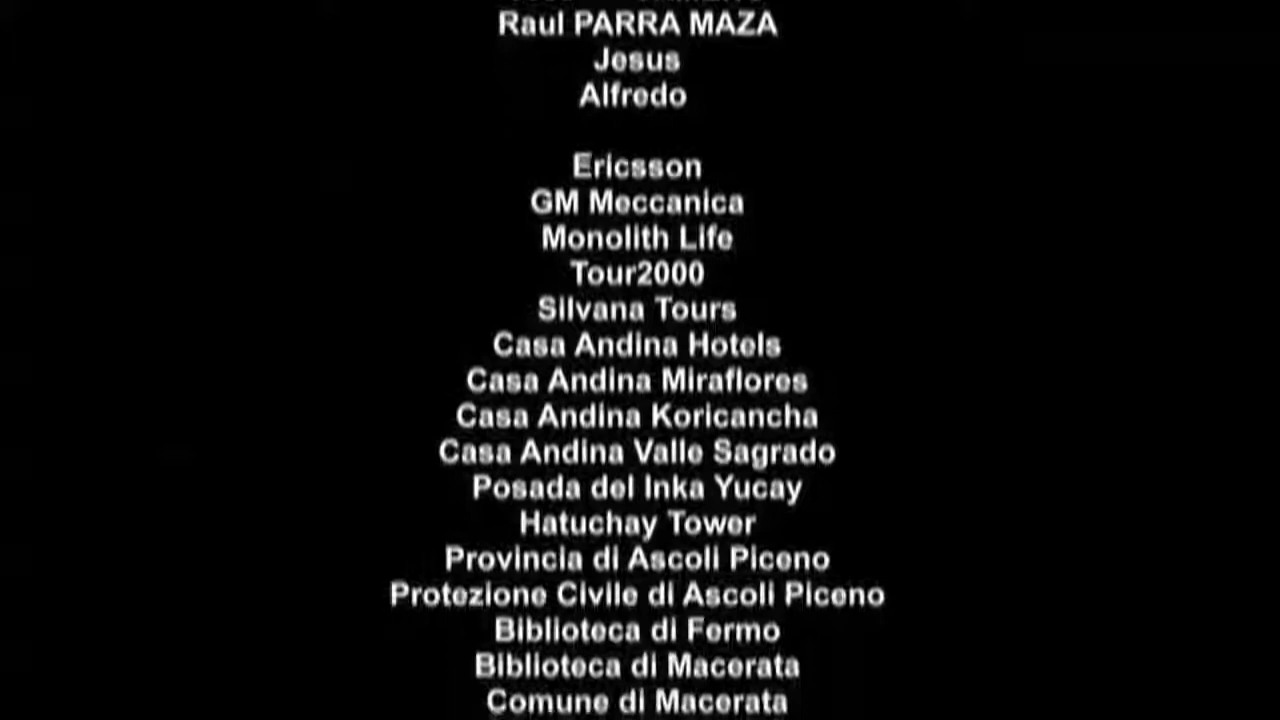 Raul PARRA MAZA
Jesus
Alfredo
Ericsson
GM Meccanica
Monolith Life
Tour2000
Silvana Tours
Casa Andina Hotels
Casa Andina Miraflores
Casa Andina Koricancha
Casa Andina Valle Sagrado
Posada del Inka Yucay
Hatuchay Tower
Provincia di Ascoli Piceno
Protezione Civile di Ascoli Piceno
Biblioteca di Fermo
Biblioteca di Macerata
Comune di Macerata